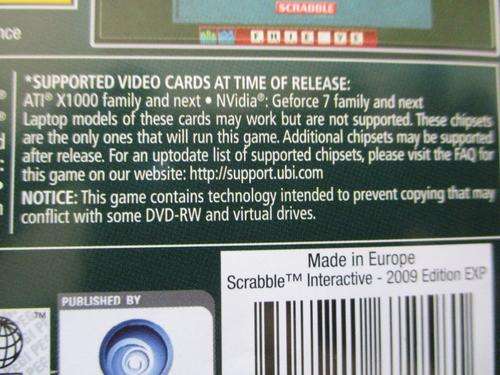 SCRABBLE
nce
*SUPPORTED VIDEO CARDS AT TIME OF RELEASE:
ATI® X1000 family and next • NVidia®: Geforce 7 family and next
Laptop models of these cards may work but are not supported. These chipsets
are the only ones that will run this game. Additional chipsets may be supported
after release. For an uptodate list of supported chipsets, please visit the FAQ for
this game on our website: http://support.ubi.com
NOTICE: This game contains technology intended to prevent copying that may
conflict with some DVD-RW and virtual drives.
Made in Europe
Scrabble™ Interactive - 2009 Edition EXP
PUBLISHED BY
TM